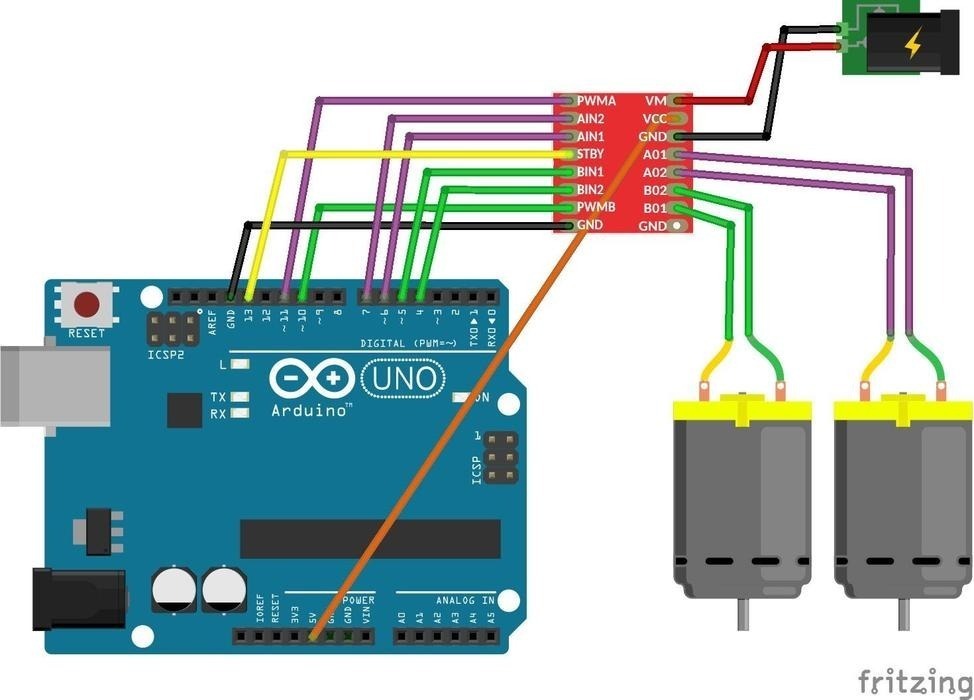 PWMA VM
AIN2 VCC
AIN1 GND
STBY A01
BIN1 A02
BIN2 B02
PWMB B01
GND GND
RESET
ICSP2
AREF
GND
13
12
~11
~10
~9
8
7
~6
~5
4
~3
2
TX0▶1
RX0◀0
DIGITAL (PWM=~)
L
TX
RX
UNO
Arduino™
ON
1
ICSP
IOREF
RESET
3V3
5V
GND
VIN
POWER
ANALOG IN
A0
A1
A2
A3
A4
A5
fritzing